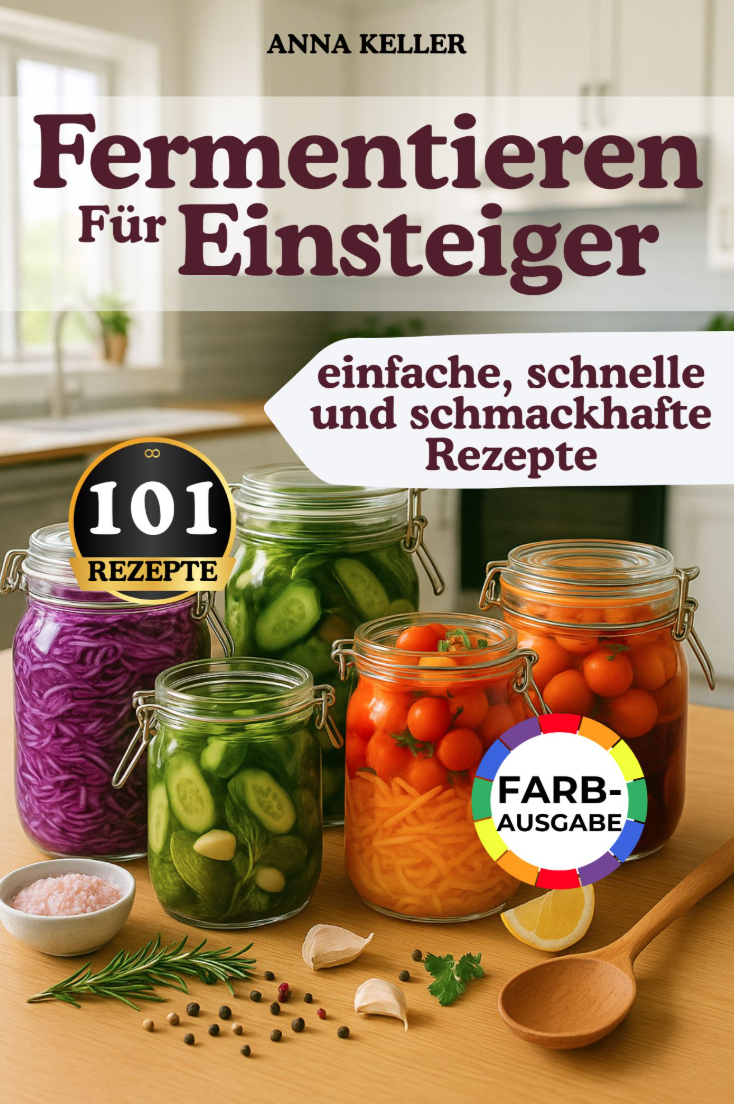 ANNA KELLER
Fermentieren
Für Einsteiger
einfache, schnelle
und schmackhafte
Rezepte
101
REZEPTE
FARB-
AUSGABE